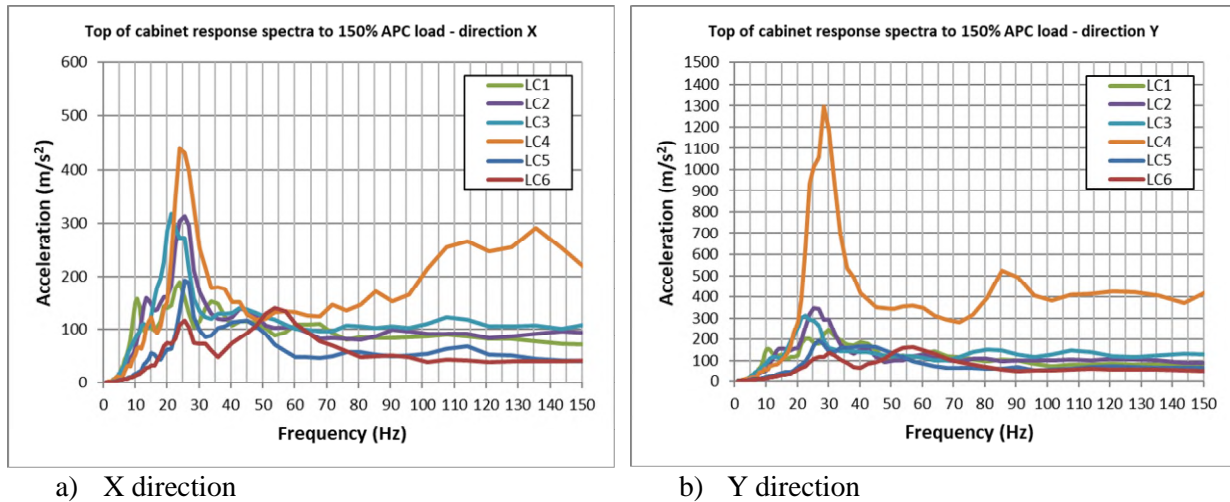 Top of cabinet response spectra to 150% APC load - direction X
600
500
400
300
200
100
0
Acceleration (m/s²)
LC1
LC2
LC3
LC4
LC5
LC6
0 10 20 30 40 50 60 70 80 90 100 110 120 130 140 150
Frequency (Hz)
a) X direction
Top of cabinet response spectra to 150% APC load - direction Y
1500
1400
1300
1200
1100
1000
900
800
700
600
500
400
300
200
100
0
Acceleration (m/s²)
LC1
LC2
LC3
LC4
LC5
LC6
0 10 20 30 40 50 60 70 80 90 100 110 120 130 140 150
Frequency (Hz)
b) Y direction